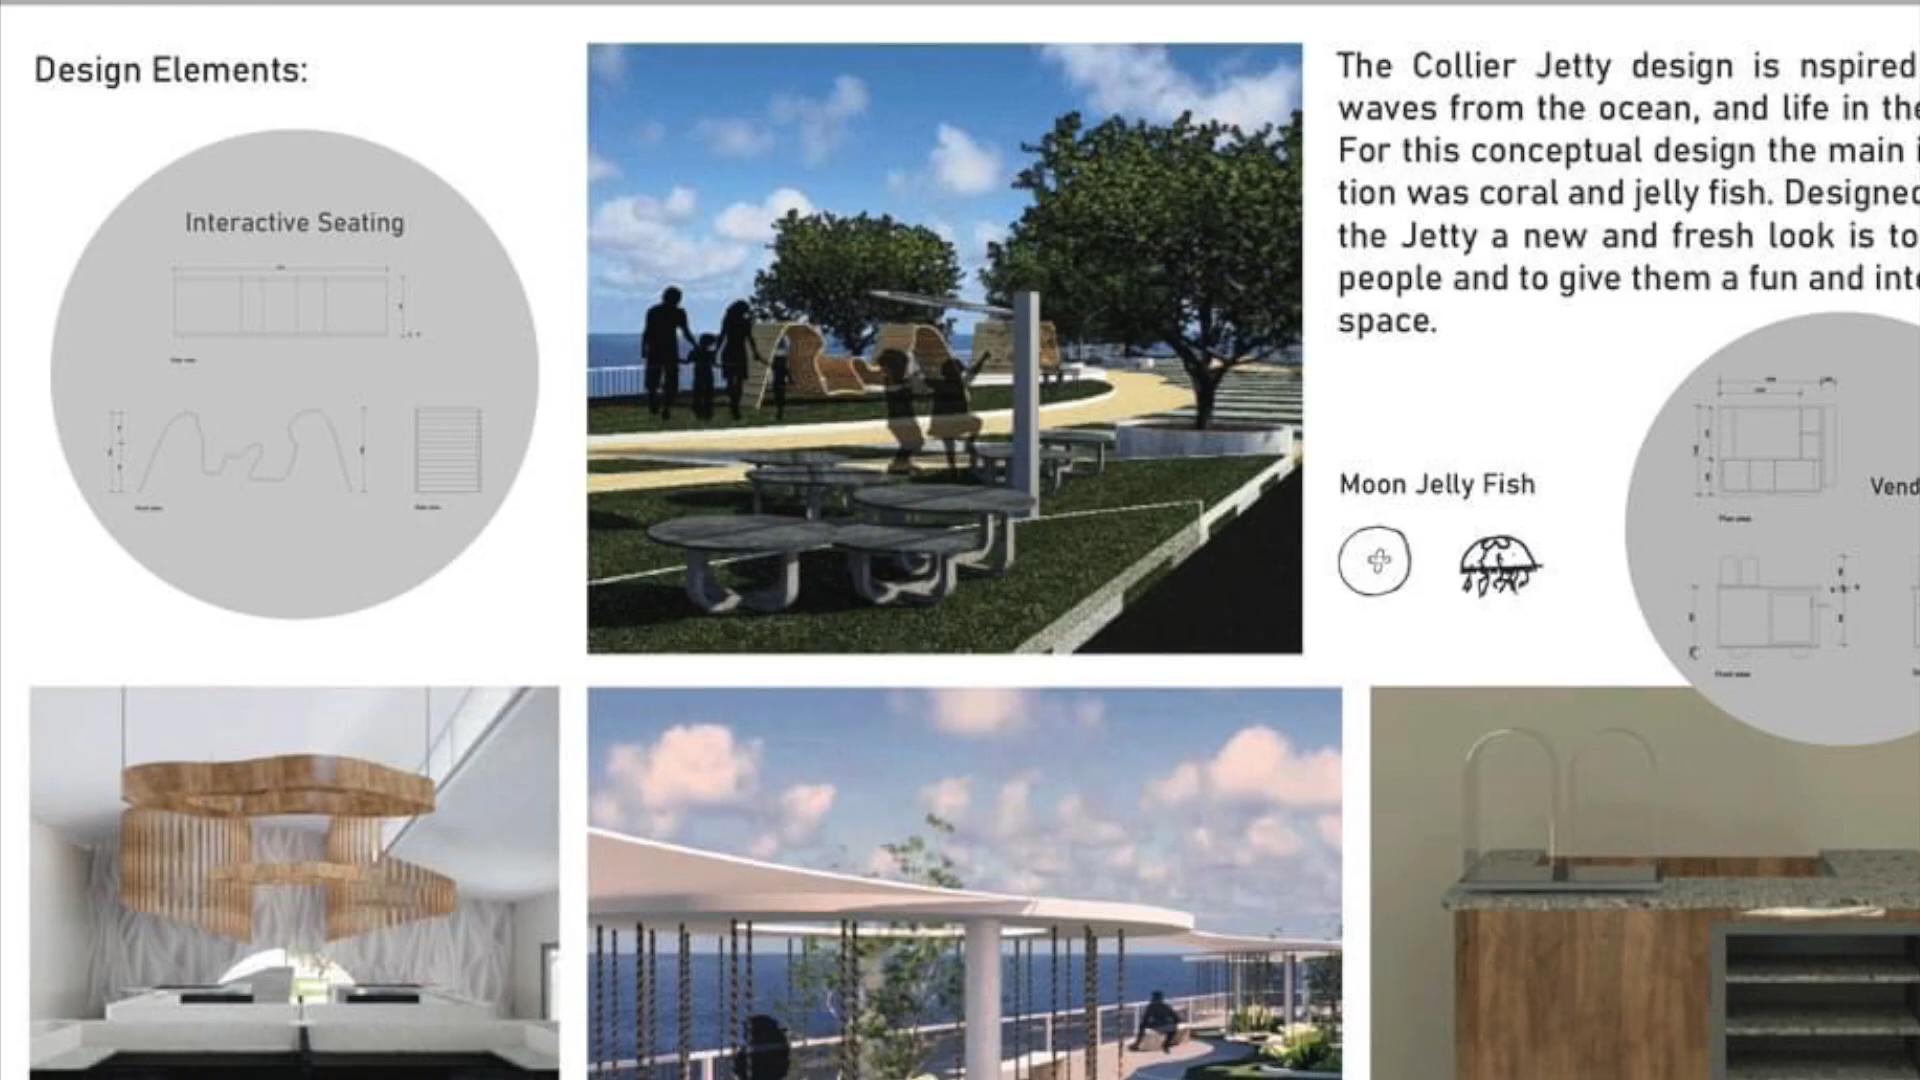 Design Elements:
Interactive Seating
The Collier Jetty design is nspired
waves from the ocean, and life in the
For this conceptual design the main i
tion was coral and jelly fish. Designed
the Jetty a new and fresh look is to
people and to give them a fun and inte
space.
Moon Jelly Fish
Vend